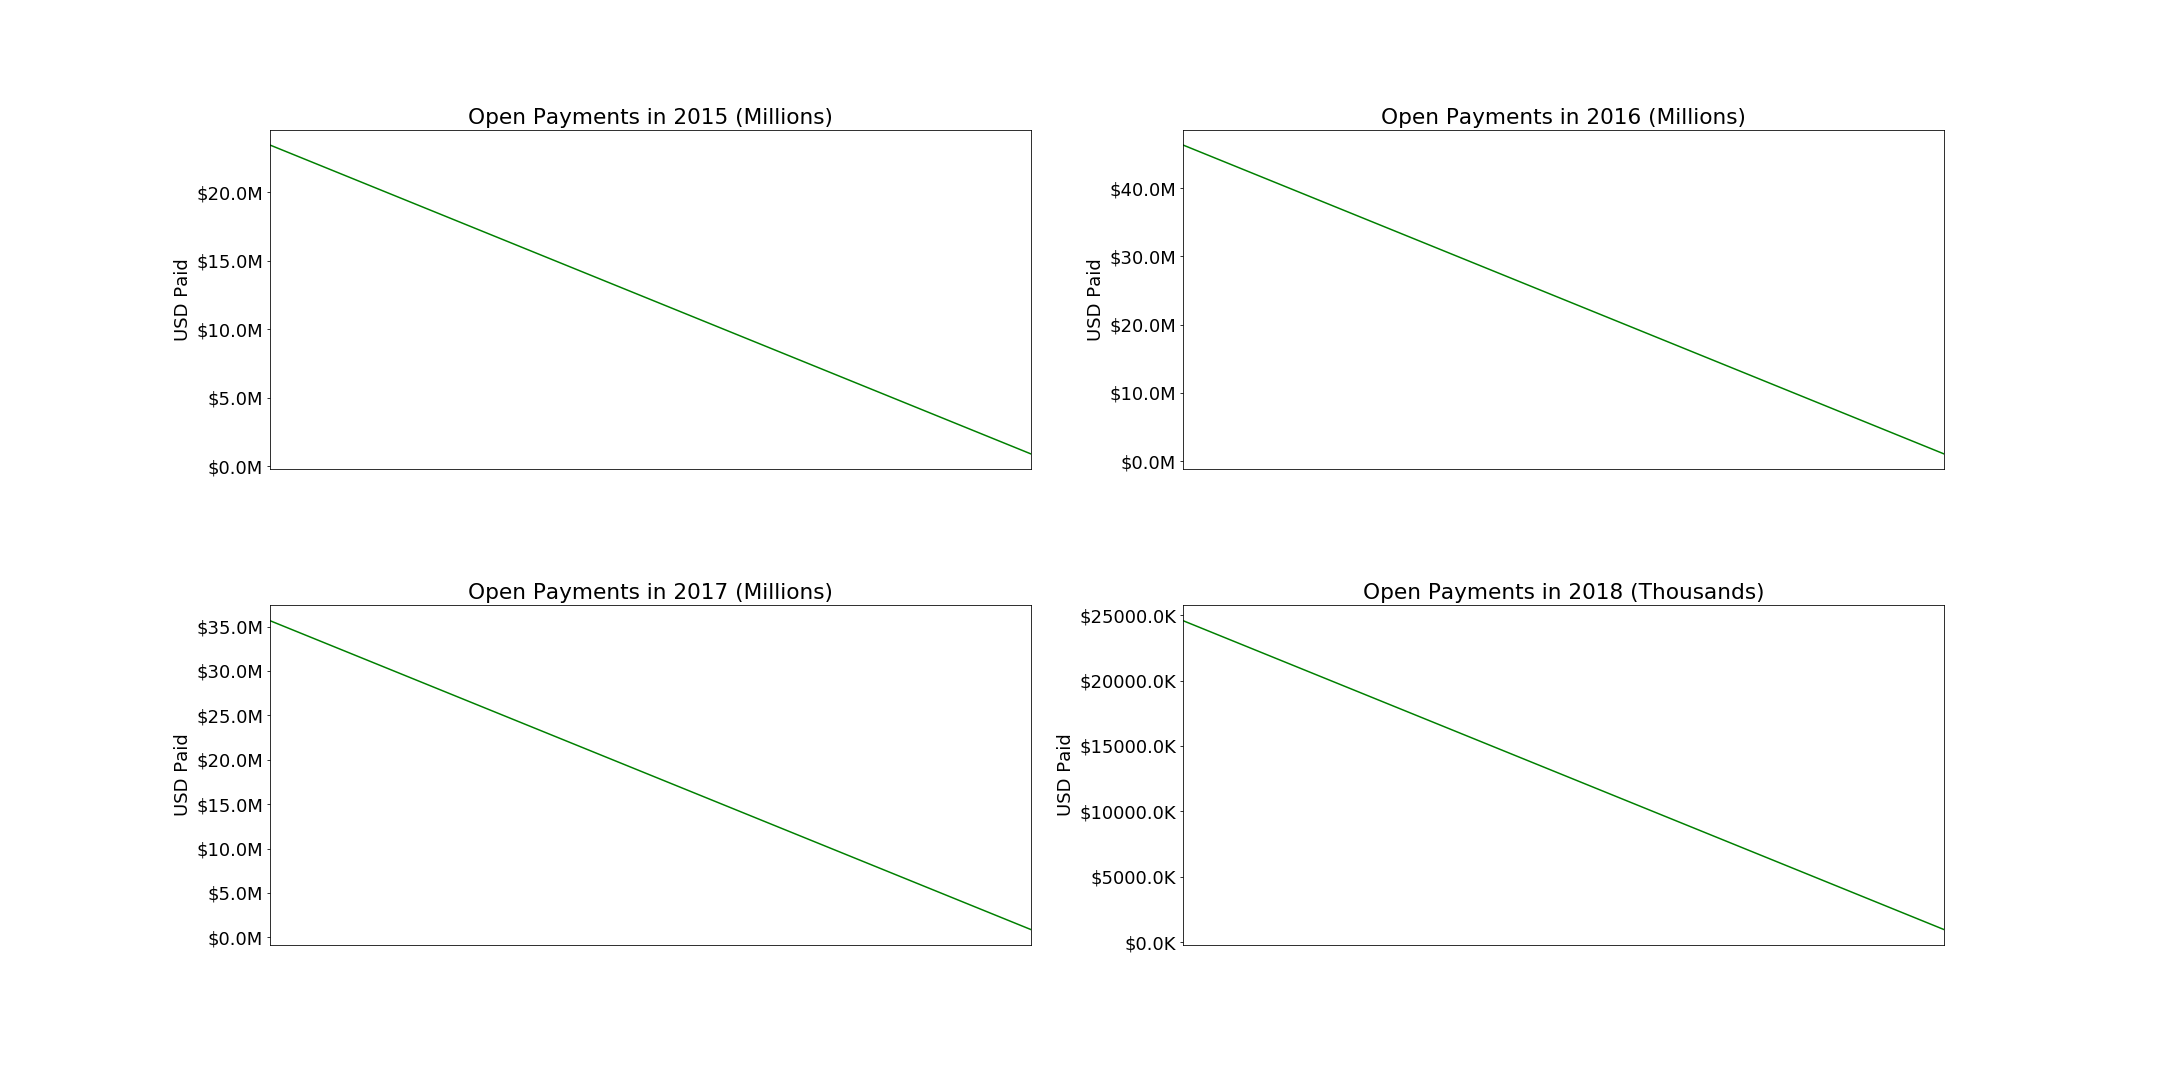 Open Payments in 2015 (Millions)
USD Paid
$20.0M
$15.0M
$10.0M
$5.0M
$0.0M
Open Payments in 2016 (Millions)
USD Paid
$40.0M
$30.0M
$20.0M
$10.0M
$0.0M
Open Payments in 2017 (Millions)
USD Paid
$35.0M
$30.0M
$25.0M
$20.0M
$15.0M
$10.0M
$5.0M
$0.0M
Open Payments in 2018 (Thousands)
USD Paid
$25000.0K
$20000.0K
$15000.0K
$10000.0K
$5000.0K
$0.0K